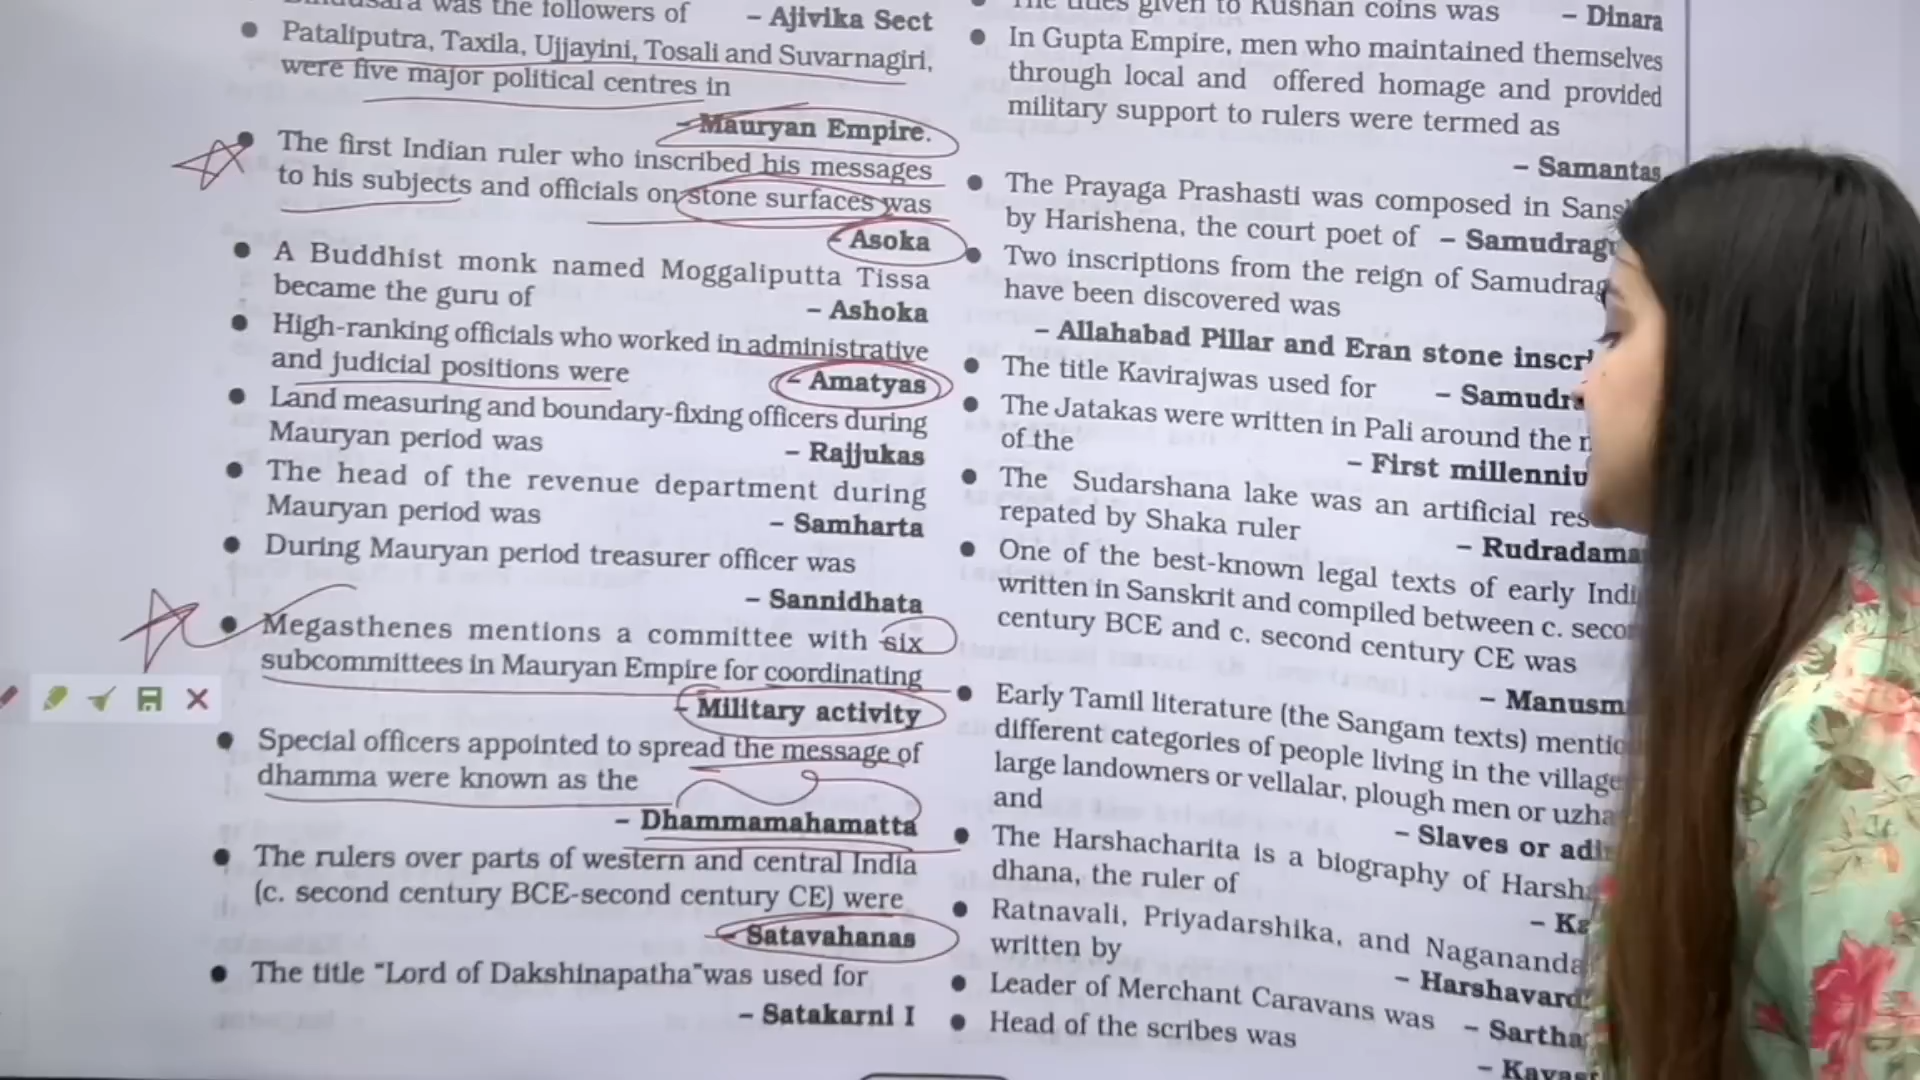 was the followers of – Ajivika Sect
• Pataliputra, Taxila, Ujjayini, Tosali and Suvarnagiri,
were five major political centres in
– Mauryan Empire.
• The first Indian ruler who inscribed his messages
to his subjects and officials on stone surfaces was
– Asoka
• A Buddhist monk named Moggaliputta Tissa
became the guru of – Ashoka
• High-ranking officials who worked in administrative
and judicial positions were – Amatyas
• Land measuring and boundary-fixing officers during
Mauryan period was – Rajjukas
• The head of the revenue department during
Mauryan period was – Samharta
• During Mauryan period treasurer officer was
– Sannidhata
• Megasthenes mentions a committee with six
subcommittees in Mauryan Empire for coordinating
– Military activity
• Special officers appointed to spread the message of
dhamma were known as the
– Dhammamahamatta
• The rulers over parts of western and central India
(c. second century BCE-second century CE) were
– Satavahanas
• The title "Lord of Dakshinapatha"was used for
– Satakarni I
• The titles given to Kushan coins was – Dinara
• In Gupta Empire, men who maintained themselves
through local and offered homage and provided
military support to rulers were termed as
– Samantas
• The Prayaga Prashasti was composed in
by Harishena, the court poet of –
• Two inscriptions from the reign of
have been discovered was
– Allahabad Pillar and Eran stone
• The title Kavirajwas used for –
• The Jatakas were written in Pali around the
of the – First
• The Sudarshana lake was an artificial
repated by Shaka ruler –
• One of the best-known legal texts of early
written in Sanskrit and compiled between c.
century BCE and c. second century CE was
–
• Early Tamil literature (the Sangam texts)
different categories of people living in the
large landowners or vellalar, plough men or
and – Slaves or
• The Harshacharita is a biography of
dhana, the ruler of
–
• Ratnavali, Priyadarshika, and Nagananda
written by –
• Leader of Merchant Caravans was –
• Head of the scribes was
–